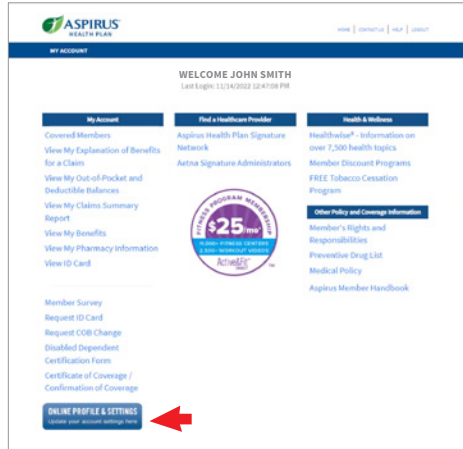 ASPIRUS
HEALTH PLAN
HOME | CONTACT US | HELP | LOGOUT
MY ACCOUNT
WELCOME JOHN SMITH
Last Login: 11/14/2022 12:47:08 PM
My Account
Covered Members
View My Explanation of Benefits
for a Claim
View My Out-of-Pocket and
Deductible Balances
View My Claims Summary
Report
View My Benefits
View My Pharmacy Information
View ID Card
Member Survey
Request ID Card
Request COB Change
Disabled Dependent
Certification Form
Certificate of Coverage /
Confirmation of Coverage
ONLINE PROFILE & SETTINGS
Update your account settings here
Find a Healthcare Provider
Aspirus Health Plan Signature
Network
Aetna Signature Administrators
FITNESS PROGRAM MEMBERSHIP
$25/mo*
FITNESS CENTERS
WORKOUT VIDEOS
Active&Fit
DIRECT
™
Health & Wellness
Healthwise® - Information on
over 7,500 health topics
Member Discount Programs
FREE Tobacco Cessation
Program
Other Policy and Coverage Information
Member's Rights and
Responsibilities
Preventive Drug List
Medical Policy
Aspirus Member Handbook